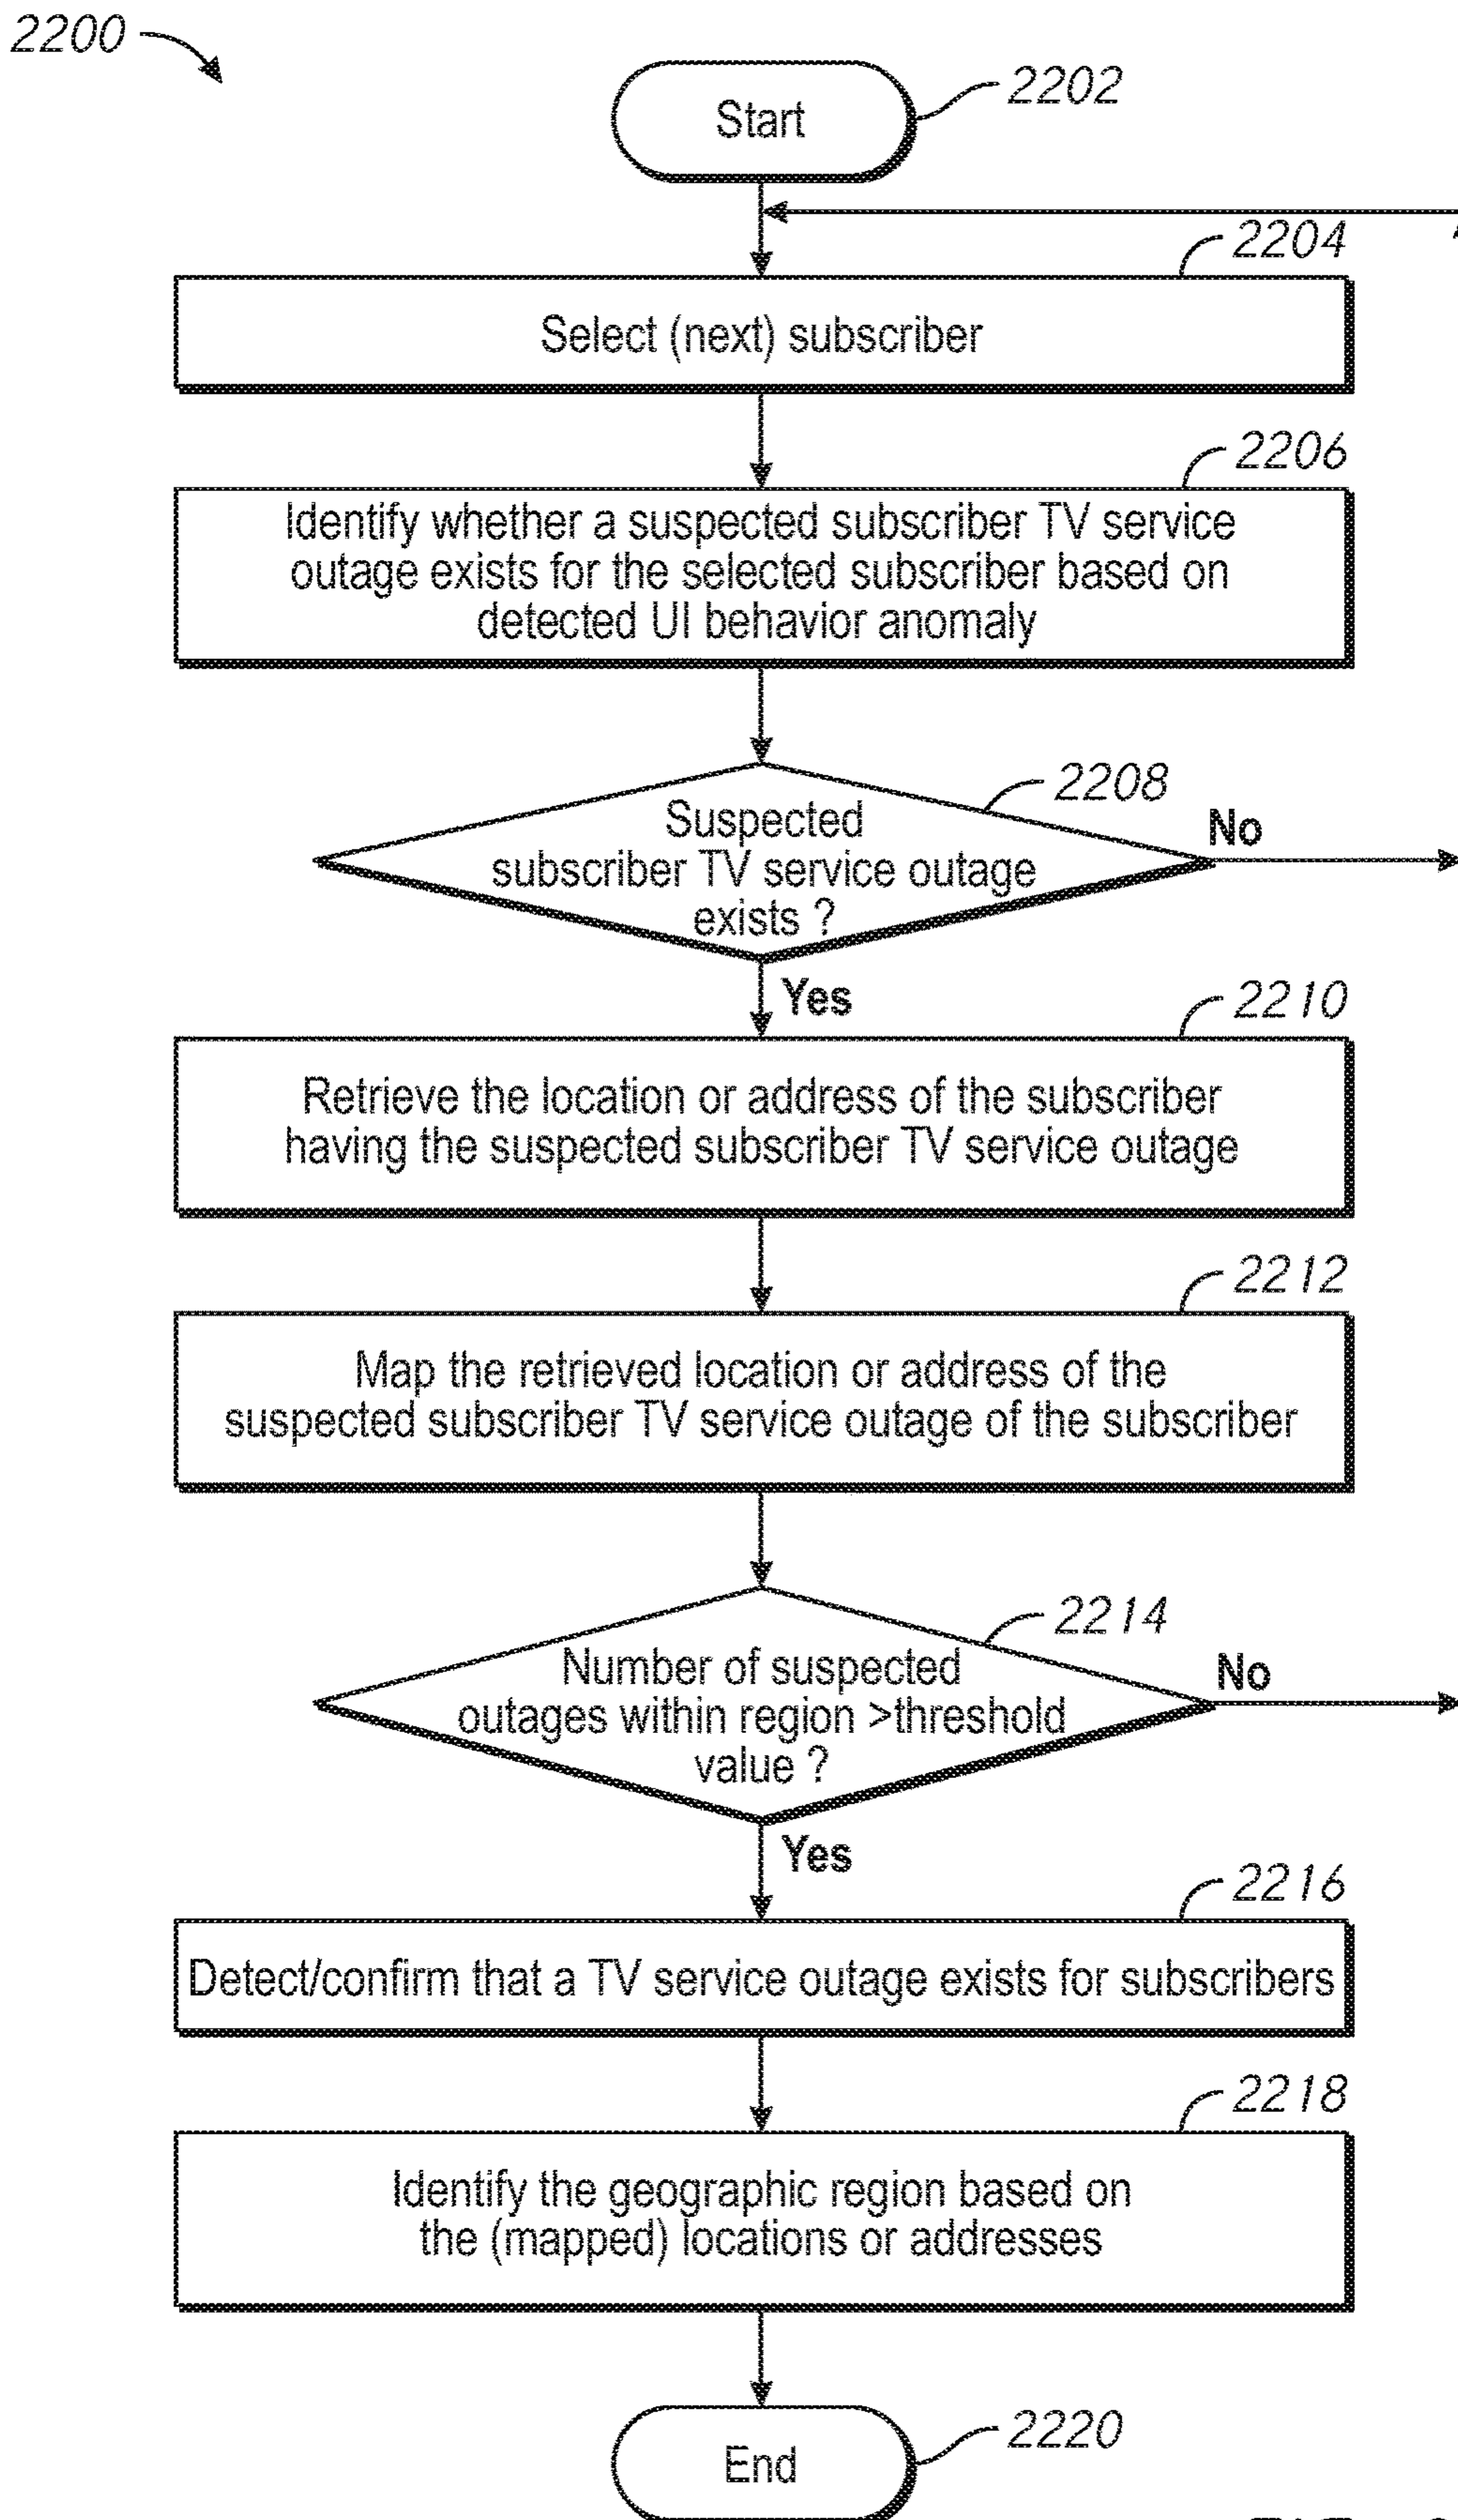 2200
Start
2202
2204
Select (next) subscriber
2206
Identify whether a suspected subscriber TV service
outage exists for the selected subscriber based on
detected UI behavior anomaly
2208
Suspected
subscriber TV service outage
exists ?
No
Yes
2210
Retrieve the location or address of the subscriber
having the suspected subscriber TV service outage
2212
Map the retrieved location or address of the
suspected subscriber TV service outage of the subscriber
2214
Number of suspected
outages within region >threshold
value ?
No
Yes
2216
Detect/confirm that a TV service outage exists for subscribers
2218
Identify the geographic region based on
the (mapped) locations or addresses
End
2220